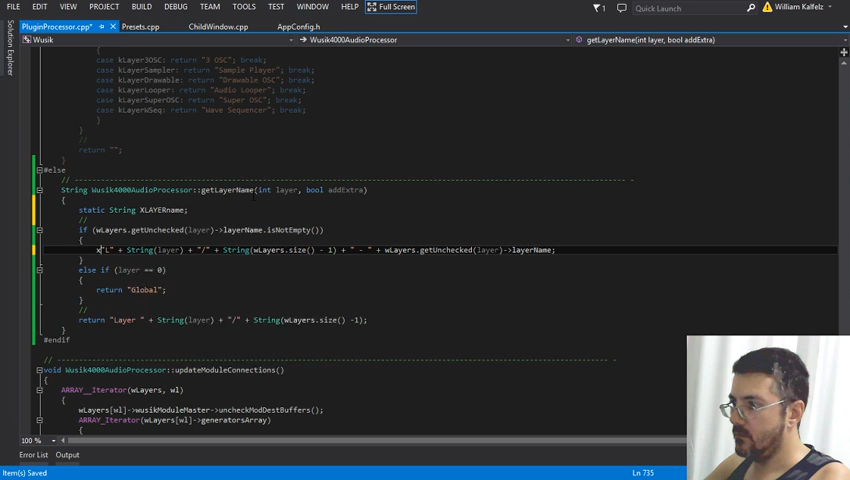 FILE EDIT VIEW PROJECT BUILD DEBUG TEAM TOOLS TEST WINDOW HELP Full Screen 1 Quick Launch William Kalfelz
PluginProcessor.cpp* Presets.cpp ChildWindow.cpp AppConfig.h
Wusik Wusik4000AudioProcessor getLayerName(int layer, bool addExtra)
Solution Explorer
{
case kLayer3OSC: return "3 OSC"; break;
case kLayerSampler: return "Sample Player"; break;
case kLayerDrawable: return "Drawable OSC"; break;
case kLayerLooper: return "Audio Looper"; break;
case kLayerSuperOSC: return "Super OSC"; break;
case kLayerWSeq: return "Wave Sequencer"; break;
}
}
//
return "";
}
#else
// ------------------------------------------------------------------------------------------------------------------- -
String Wusik4000AudioProcessor::getLayerName(int layer, bool addExtra)
{
static String XLAYERname;
//
if (wLayers.getUnchecked(layer)->layerName.isNotEmpty())
{
x"L" + String(layer) + "/" + String(wLayers.size() - 1) + " - " + wLayers.getUnchecked(layer)->layerName;
}
else if (layer == 0)
{
return "Global";
}
//
return "Layer " + String(layer) + "/" + String(wLayers.size() -1);
}
#endif
// ------------------------------------------------------------------------------------------------------------------- -
void Wusik4000AudioProcessor::updateModuleConnections()
{
ARRAY__Iterator(wLayers, wl)
{
wLayers[wl]->wusikModuleMaster->uncheckModDestBuffers();
ARRAY_Iterator(wLayers[wl]->generatorsArray)
{
100 %
Error List Output
Item(s) Saved Ln 735